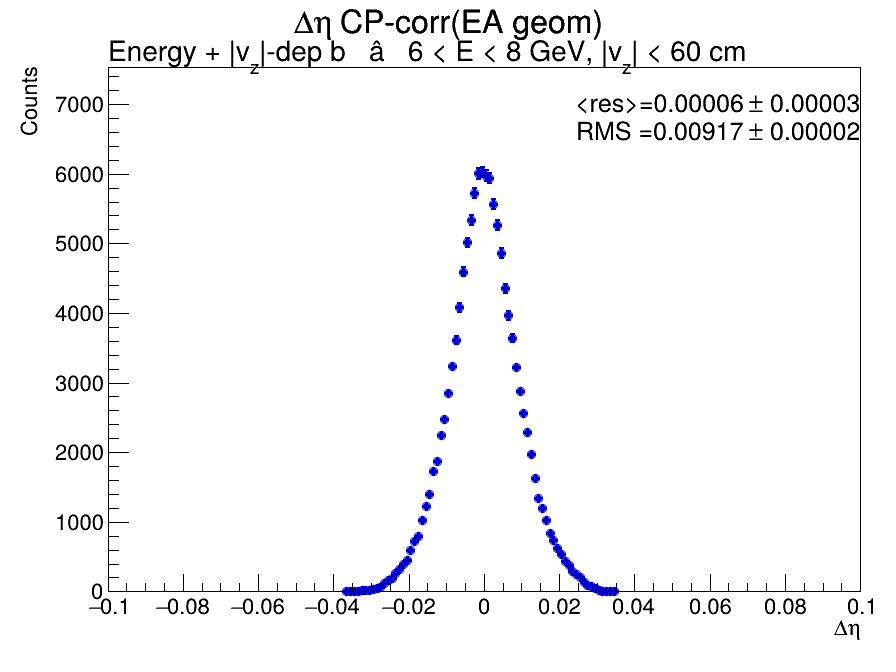 Δη CP-corr(EA geom)
Energy + |v_z|-dep b â 6 < E < 8 GeV, |v_z| < 60 cm
Counts
<res>=0.00006 ± 0.00003
RMS =0.00917 ± 0.00002
7000
6000
5000
4000
3000
2000
1000
0
−0.1 −0.08 −0.06 −0.04 −0.02 0 0.02 0.04 0.06 0.08 0.1
Δη